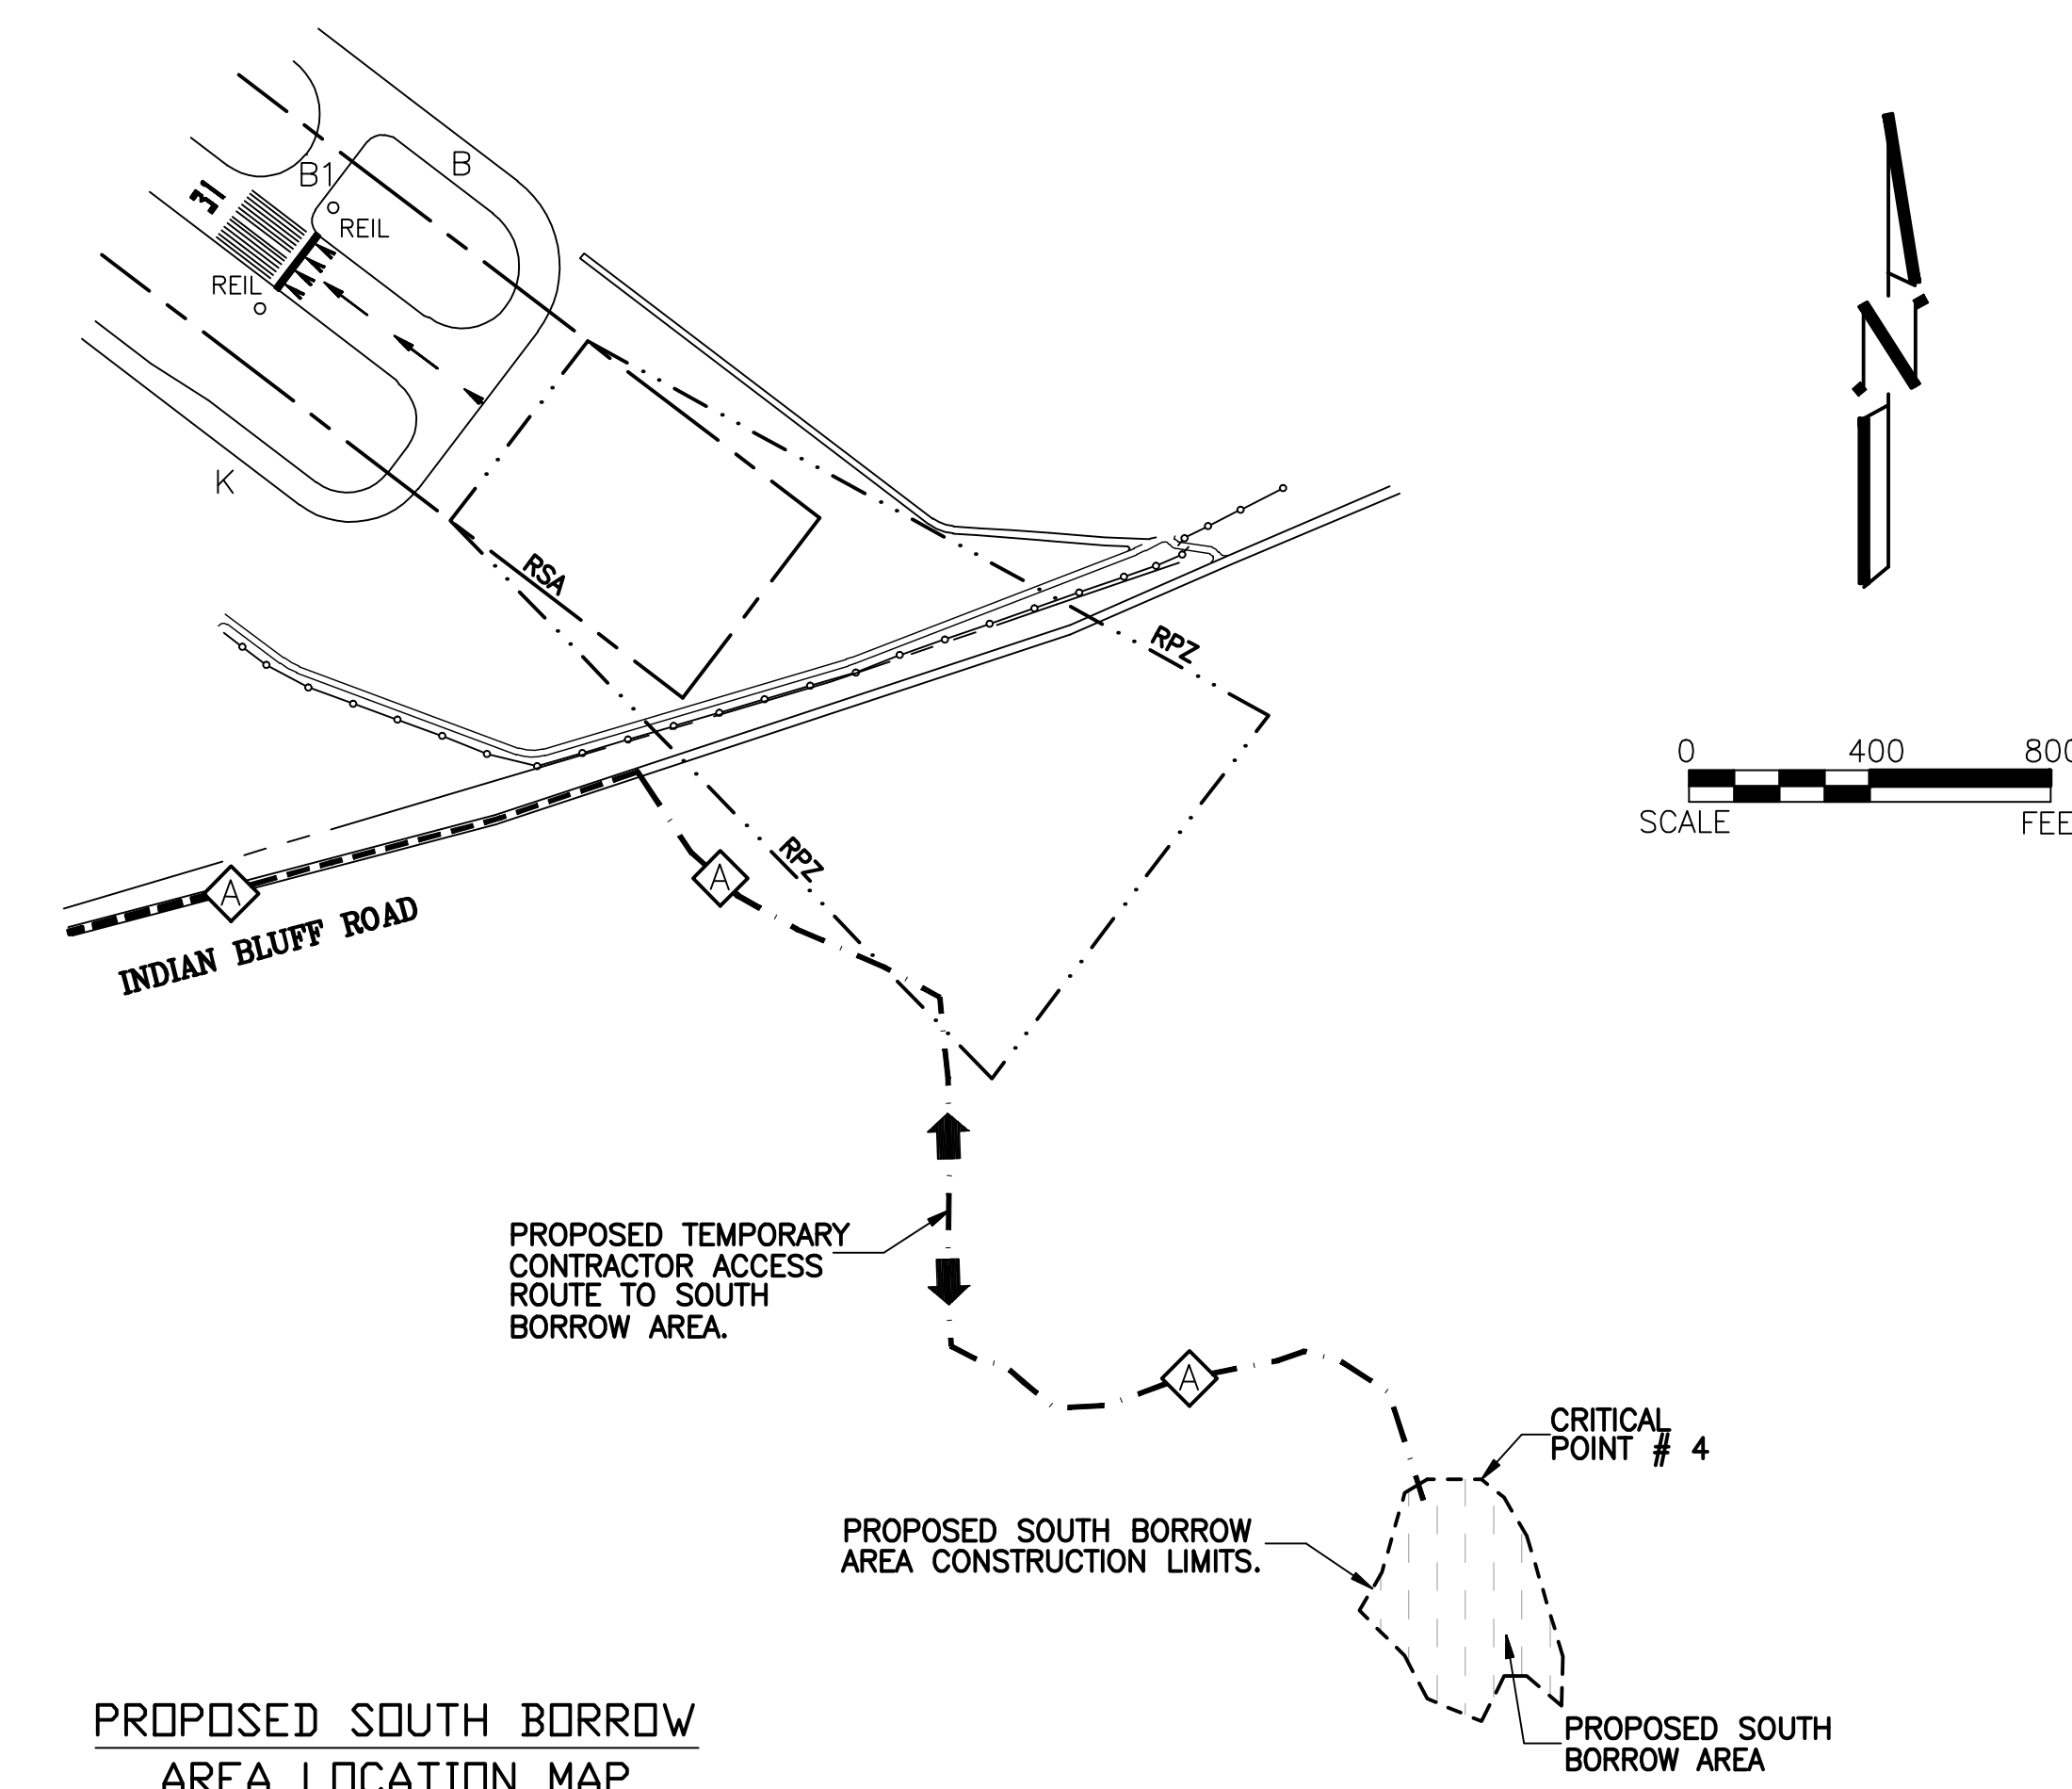 B1
B
31
REIL
REIL
K
N
RSA
RPZ
0 400 800
SCALE
RPZ
A
A
INDIAN BLUFF ROAD
PROPOSED TEMPORARY
CONTRACTOR ACCESS
ROUTE TO SOUTH
BORROW AREA.
A
CRITICAL
POINT # 4
PROPOSED SOUTH BORROW
AREA CONSTRUCTION LIMITS.
PROPOSED SOUTH
BORROW AREA
PROPOSED SOUTH BORROW
AREA LOCATION MAP